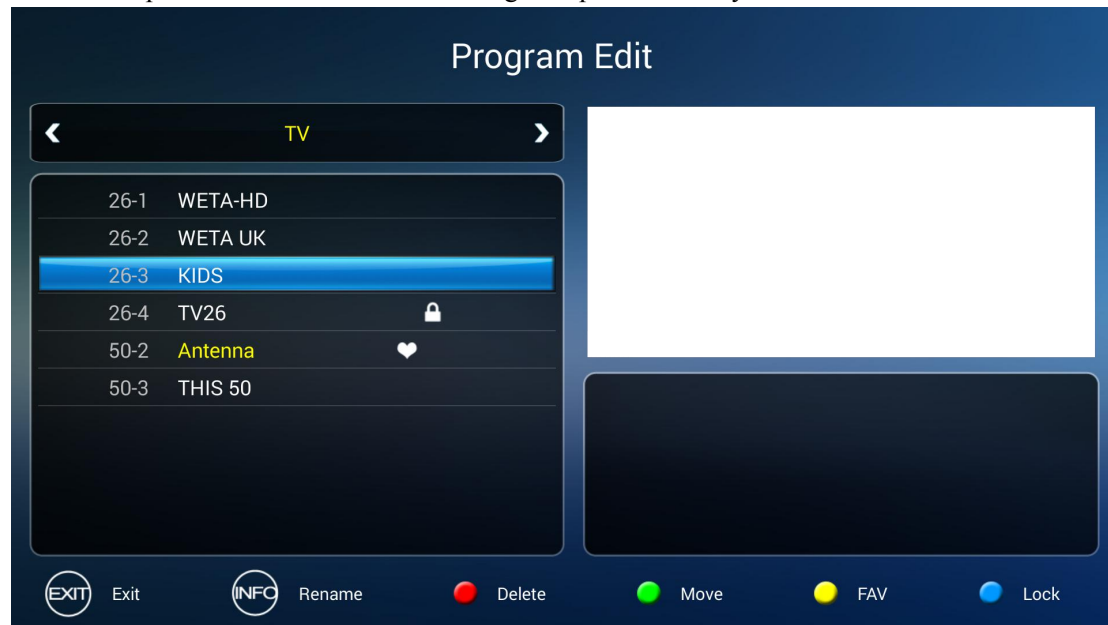 Program Edit
TV
26-1 WETA-HD
26-2 WETA UK
26-3 KIDS
26-4 TV26
50-2 Antenna
50-3 THIS 50
EXIT Exit INFO Rename Delete Move FAV Lock